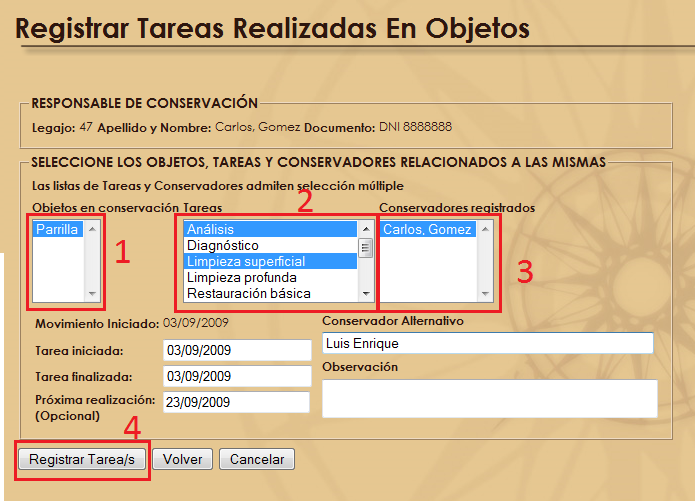 Registrar Tareas Realizadas En Objetos
RESPONSABLE DE CONSERVACIÓN
Legajo: 47 Apellido y Nombre: Carlos, Gomez Documento: DNI 8888888
SELECCIONE LOS OBJETOS, TAREAS Y CONSERVADORES RELACIONADOS A LAS MISMAS
Las listas de Tareas y Conservadores admiten selección múltiple
2
Objetos en conservación Tareas Conservadores registrados
Parrilla
1
Análisis
Diagnóstico
Limpieza superficial
Limpieza profunda
Restauración básica
Carlos, Gomez
3
Movimiento Iniciado: 03/09/2009
Tarea iniciada: 03/09/2009
Tarea finalizada: 03/09/2009
Próxima realización: 23/09/2009
(Opcional)
Conservador Alternativo
Luis Enrique
Observación
4
Registrar Tarea/s Volver Cancelar